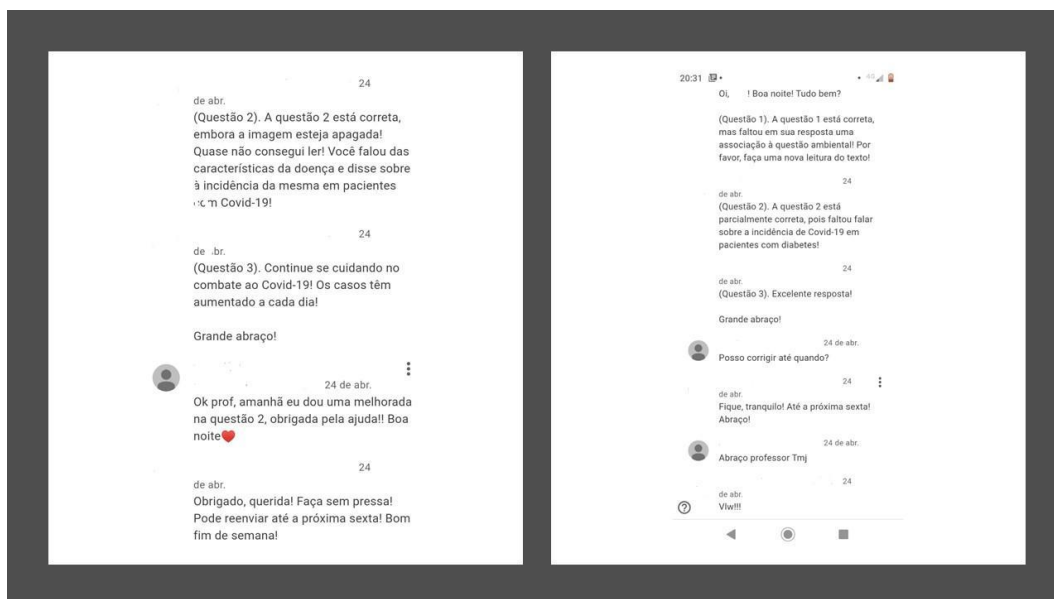 24
de abr.
(Questão 2). A questão 2 está correta,
embora a imagem esteja apagada!
Quase não consegui ler! Você falou das
características da doença e disse sobre
à incidência da mesma em pacientes
com Covid-19!
24
de .br.
(Questão 3). Continue se cuidando no
combate ao Covid-19! Os casos têm
aumentado a cada dia!
Grande abraço!
24 de abr.
Ok prof, amanhã eu dou uma melhorada
na questão 2, obrigada pela ajuda!! Boa
noite❤️
24
de abr.
Obrigado, querida! Faça sem pressa!
Pode reenviar até a próxima sexta! Bom
fim de semana!
20:31
4G
Oi, ! Boa noite! Tudo bem?
(Questão 1). A questão 1 está correta,
mas faltou em sua resposta uma
associação à questão ambiental! Por
favor, faça uma nova leitura do texto!
24
de abr.
(Questão 2). A questão 2 está
parcialmente correta, pois faltou falar
sobre a incidência de Covid-19 em
pacientes com diabetes!
24
de abr.
(Questão 3). Excelente resposta!
Grande abraço!
24 de abr.
Posso corrigir até quando?
24
de abr.
Fique, tranquilo! Até a próxima sexta!
Abraço!
24 de abr.
Abraço professor Tmj
24
de abr.
Vlw!!!